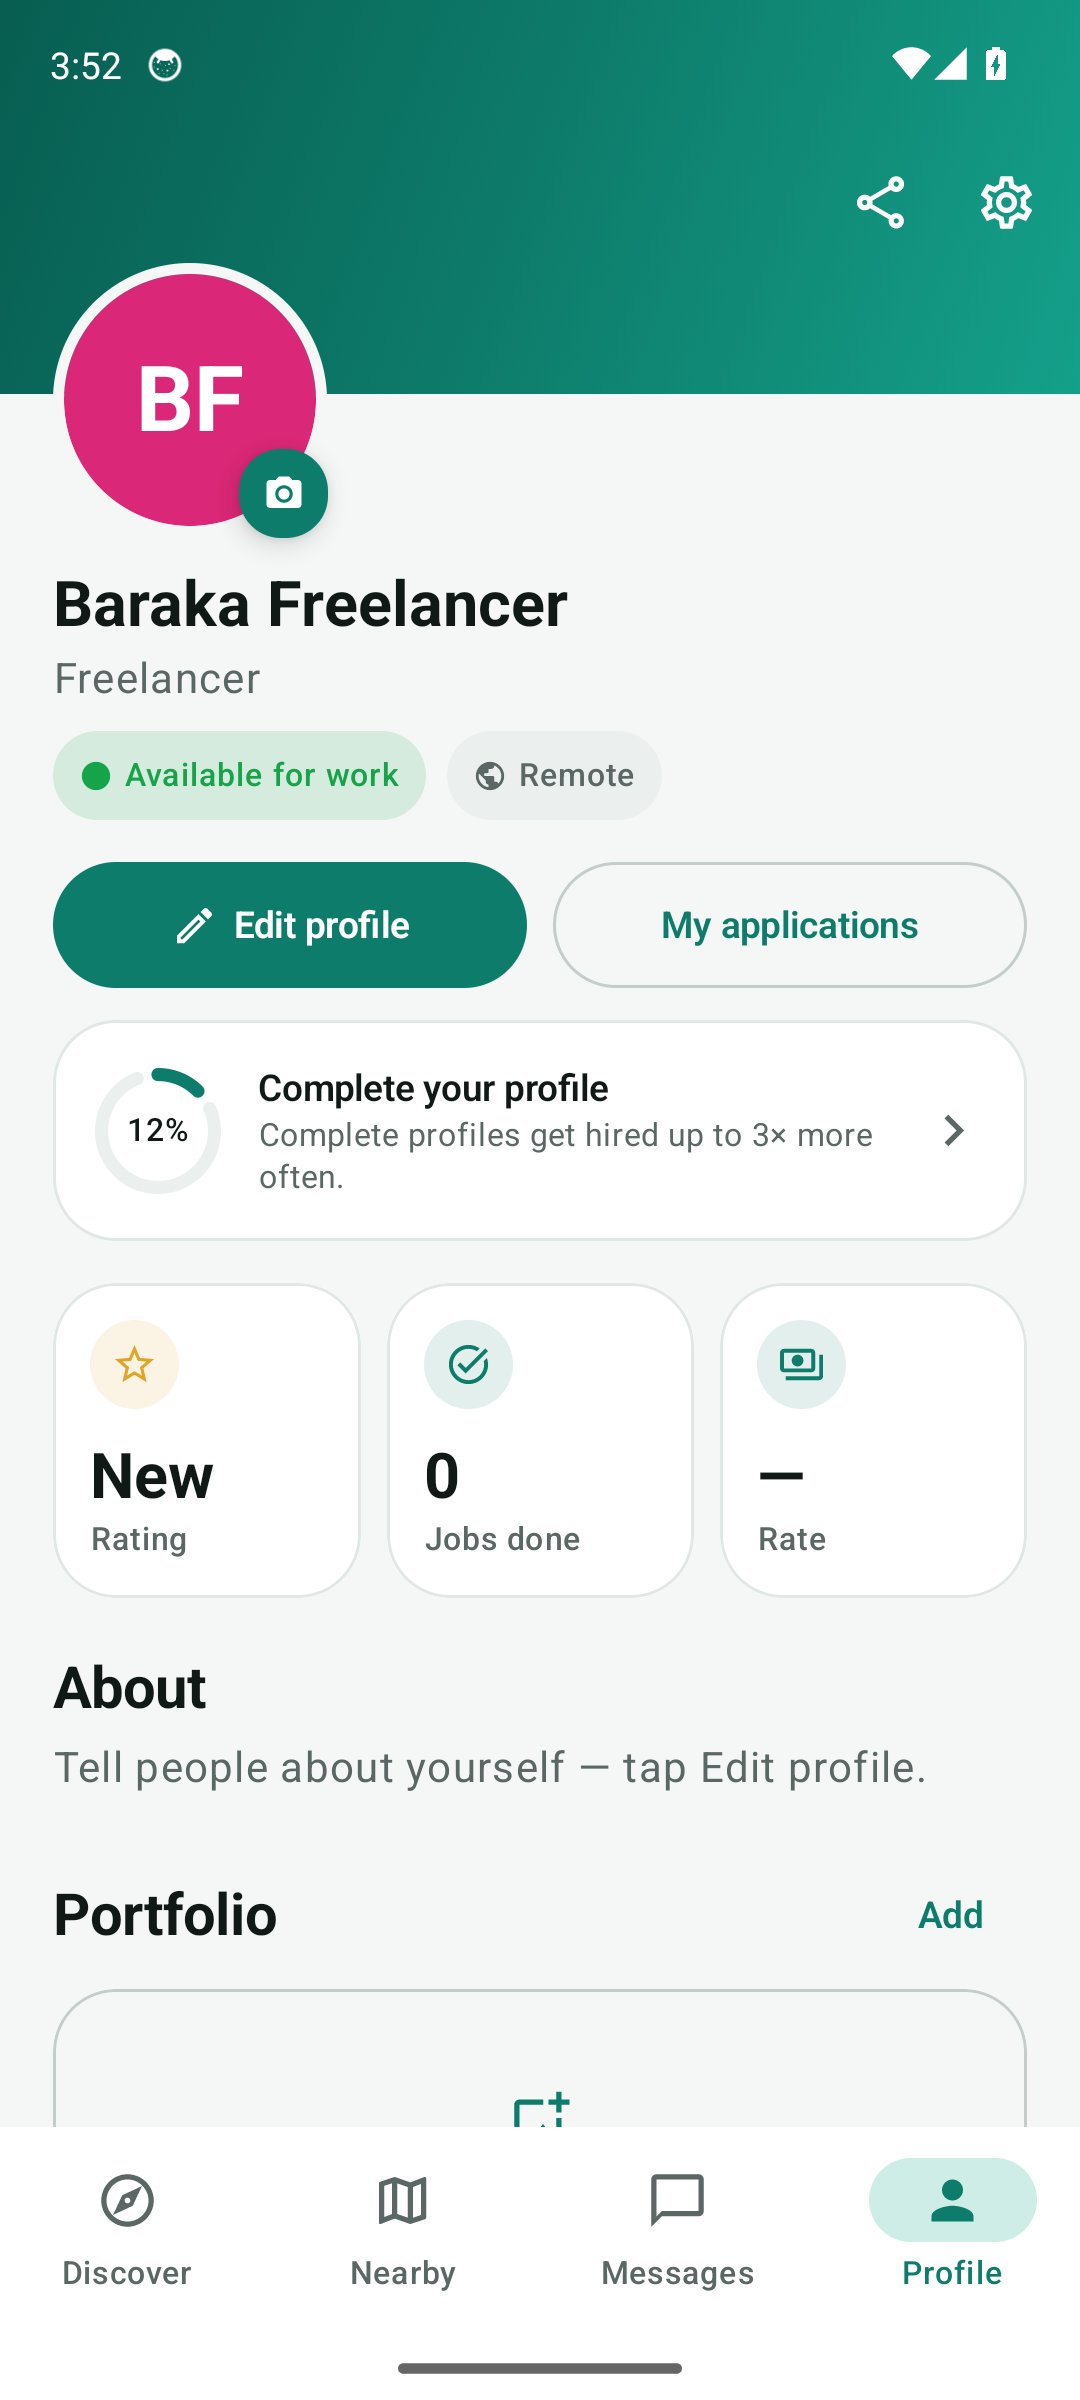 3:52
BF
Baraka Freelancer
Freelancer
Available for work
Remote
Edit profile
My applications
12%
Complete your profile
Complete profiles get hired up to 3× more
often.
New
Rating
0
Jobs done
—
Rate
About
Tell people about yourself — tap Edit profile.
Portfolio
Add
Discover
Nearby
Messages
Profile